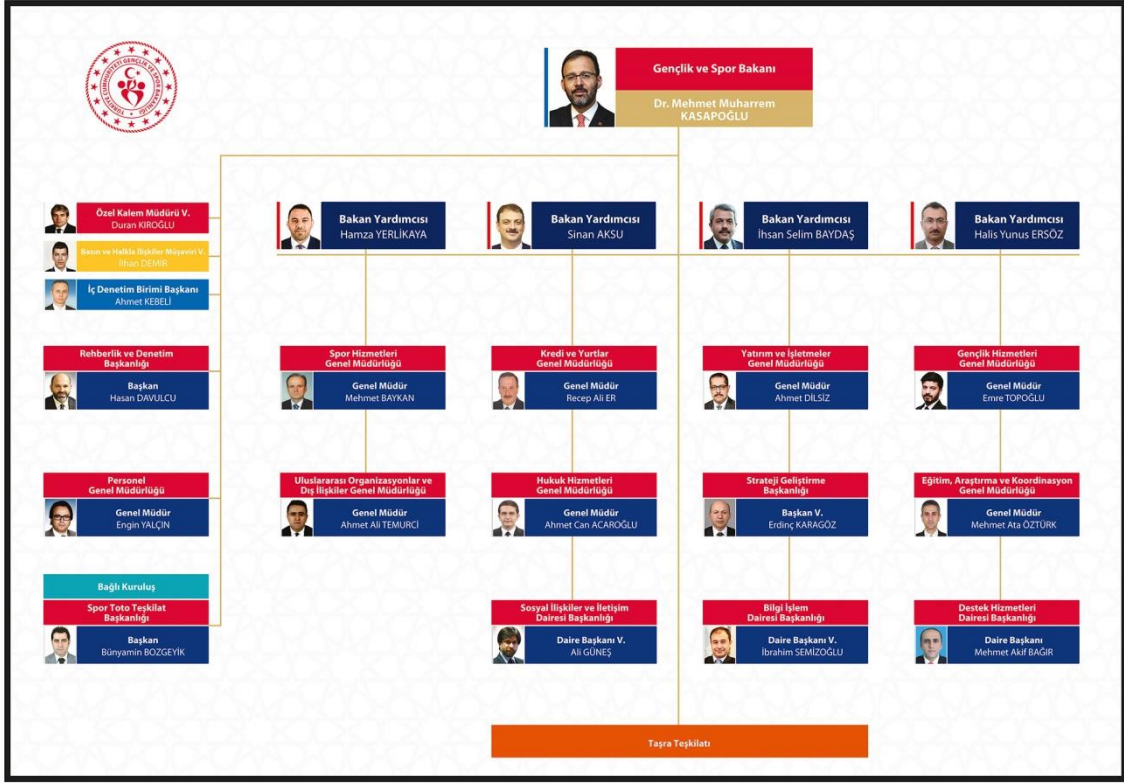 TÜRKİYE CUMHURİYETİ GENÇLİK VE SPOR BAKANLIĞI
Gençlik ve Spor Bakanı
Dr. Mehmet Muharrem
KASAPOĞLU
Özel Kalem Müdürü V.
Duran KIROĞLU
Basın ve Halkla İlişkiler Müşaviri V.
İlhan DEMİR
İç Denetim Birimi Başkanı
Ahmet KEBELİ
Bakan Yardımcısı
Hamza YERLİKAYA
Bakan Yardımcısı
Sinan AKSU
Bakan Yardımcısı
İhsan Selim BAYDAŞ
Bakan Yardımcısı
Halis Yunus ERSÖZ
Rehberlik ve Denetim
Başkanlığı
Başkan
Hasan DAVULCU
Spor Hizmetleri
Genel Müdürlüğü
Genel Müdür
Mehmet BAYKAN
Kredi ve Yurtlar
Genel Müdürlüğü
Genel Müdür
Recep Ali ER
Yatırım ve İşletmeler
Genel Müdürlüğü
Genel Müdür
Ahmet DİLSİZ
Gençlik Hizmetleri
Genel Müdürlüğü
Genel Müdür
Emre TOPOĞLU
Personel
Genel Müdürlüğü
Genel Müdür
Engin YALÇIN
Uluslararası Organizasyonlar ve
Dış İlişkiler Genel Müdürlüğü
Genel Müdür
Ahmet Ali TEMURCİ
Hukuk Hizmetleri
Genel Müdürlüğü
Genel Müdür
Ahmet Can ACAROĞLU
Strateji Geliştirme
Başkanlığı
Başkan V.
Erdinç KARAGÖZ
Eğitim, Araştırma ve Koordinasyon
Genel Müdürlüğü
Genel Müdür
Mehmet Ata ÖZTÜRK
Bağlı Kuruluş
Spor Toto Teşkilat
Başkanlığı
Başkan
Bünyamin BOZGEYİK
Sosyal İlişkiler ve İletişim
Dairesi Başkanlığı
Daire Başkanı V.
Ali GÜNEŞ
Bilgi İşlem
Dairesi Başkanlığı
Daire Başkanı V.
İbrahim SEMİZOĞLU
Destek Hizmetleri
Dairesi Başkanlığı
Daire Başkanı
Mehmet Akif BAĞIR
Taşra Teşkilatı